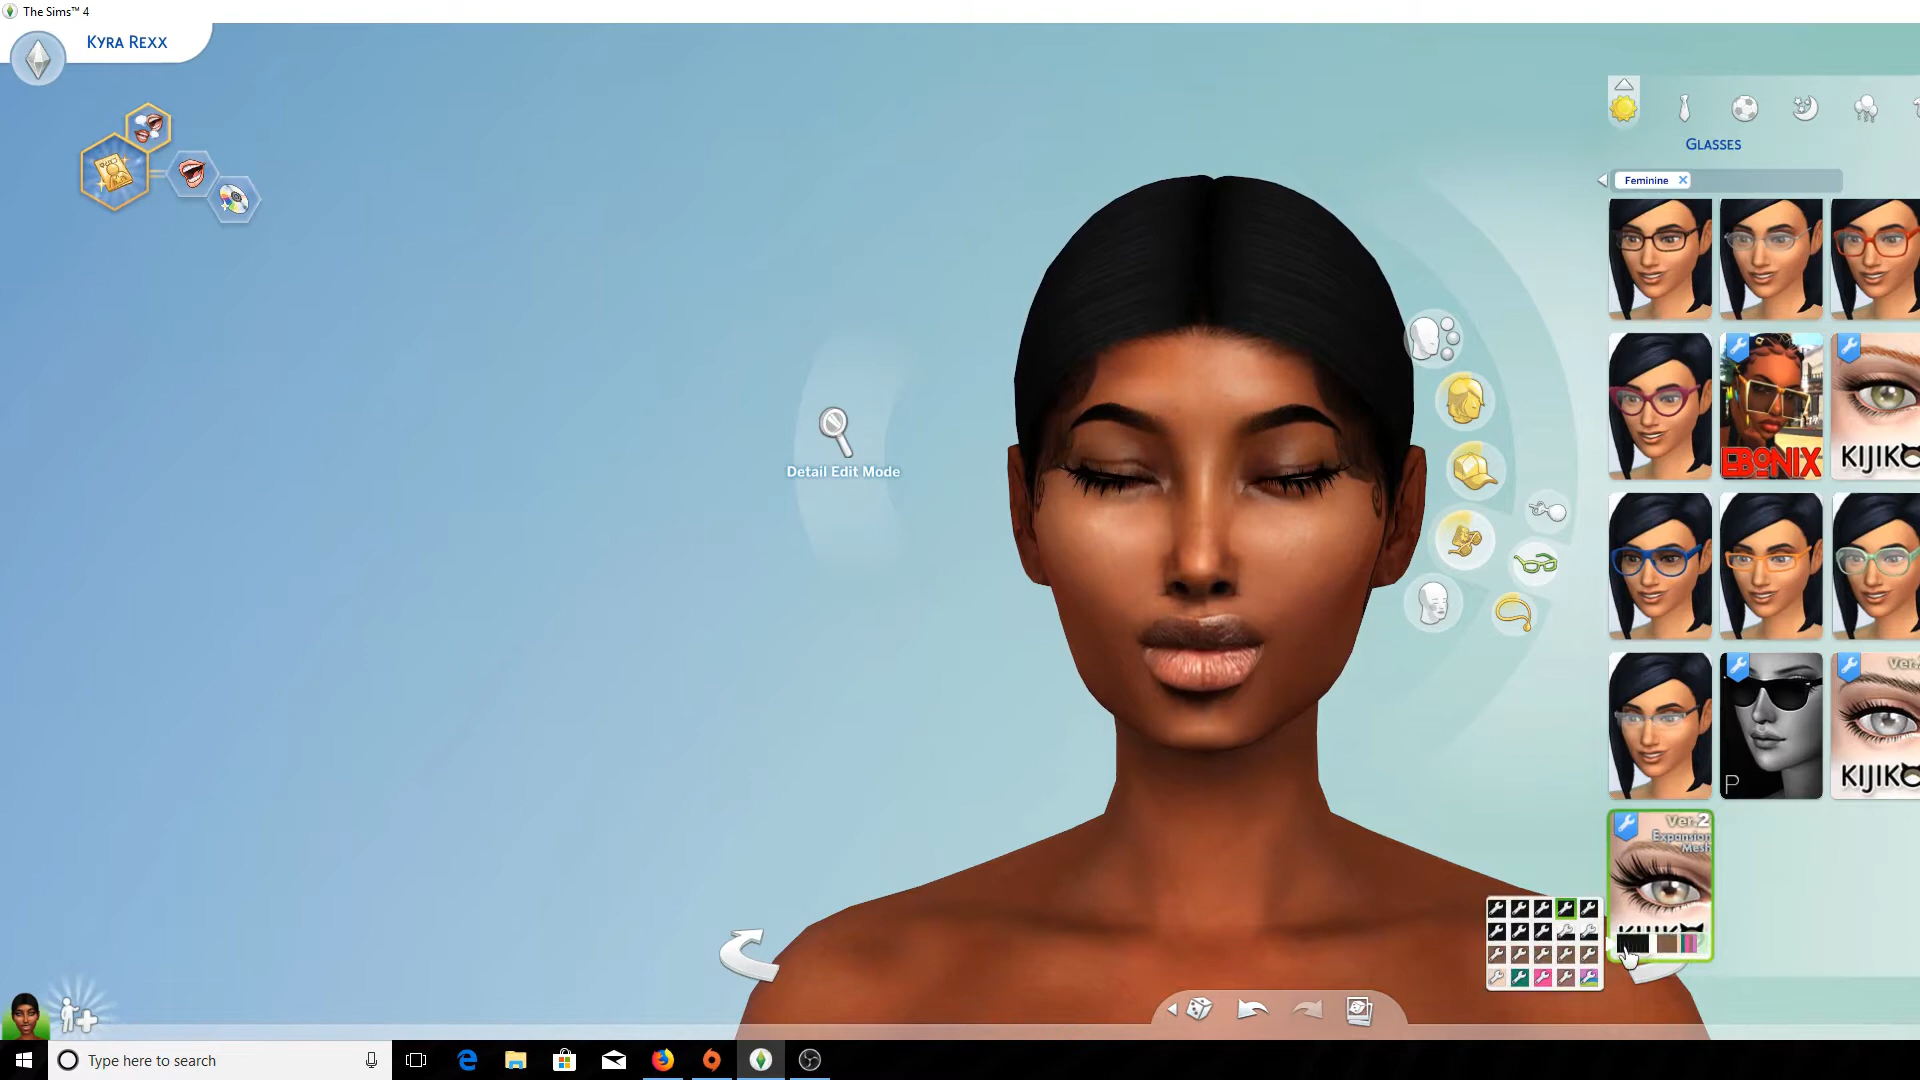 The Sims™ 4
Kyra Rexx
Glasses
Feminine
Detail Edit Mode
EBONIX
KIJIKO
Ver.
P
KIJIKO
Ver.2
Expansion
Mesh
Type here to search